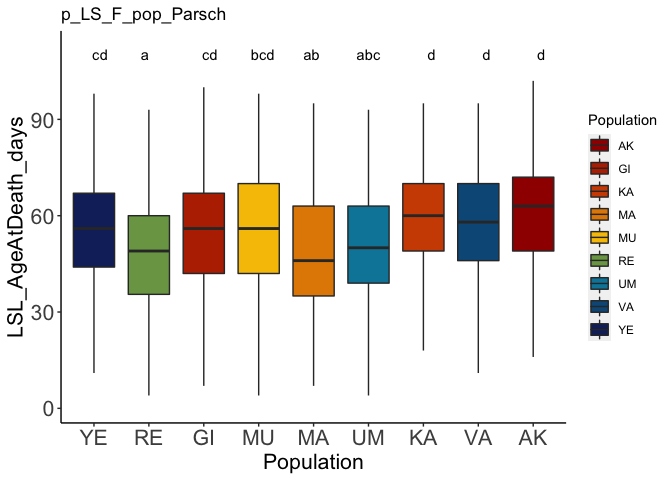 p_LS_F_pop_Parsch
cd a cd bcd ab abc d d d
90
60
30
0
LSL_AgeAtDeath_days
YE RE GI MU MA UM KA VA AK
Population
Population
AK
GI
KA
MA
MU
RE
UM
VA
YE